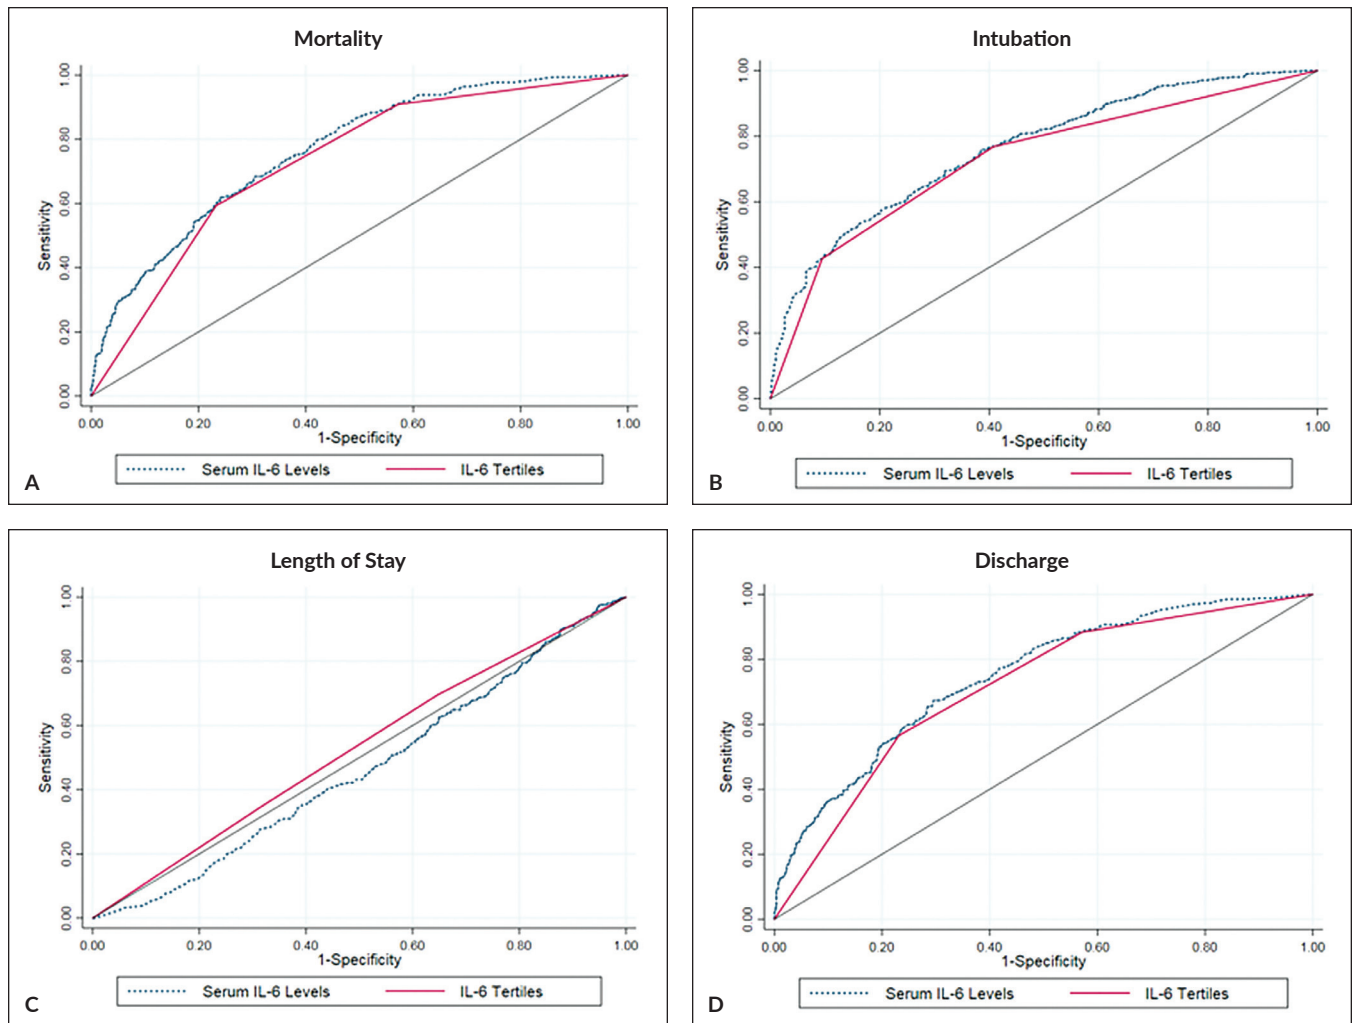 Mortality
1.00
0.80
0.60
0.40
0.20
0.00
Sensitivity
0.00 0.20 0.40 0.60 0.80 1.00
1-Specificity
Serum IL-6 Levels IL-6 Tertiles
A
Intubation
1.00
0.80
0.60
0.40
0.20
0.00
Sensitivity
0.00 0.20 0.40 0.60 0.80 1.00
1-Specificity
Serum IL-6 Levels IL-6 Tertiles
B
Length of Stay
1.00
0.80
0.60
0.40
0.20
0.00
Sensitivity
0.00 0.20 0.40 0.60 0.80 1.00
1-Specificity
Serum IL-6 Levels IL-6 Tertiles
C
Discharge
1.00
0.80
0.60
0.40
0.20
0.00
Sensitivity
0.00 0.20 0.40 0.60 0.80 1.00
1-Specificity
Serum IL-6 Levels IL-6 Tertiles
D